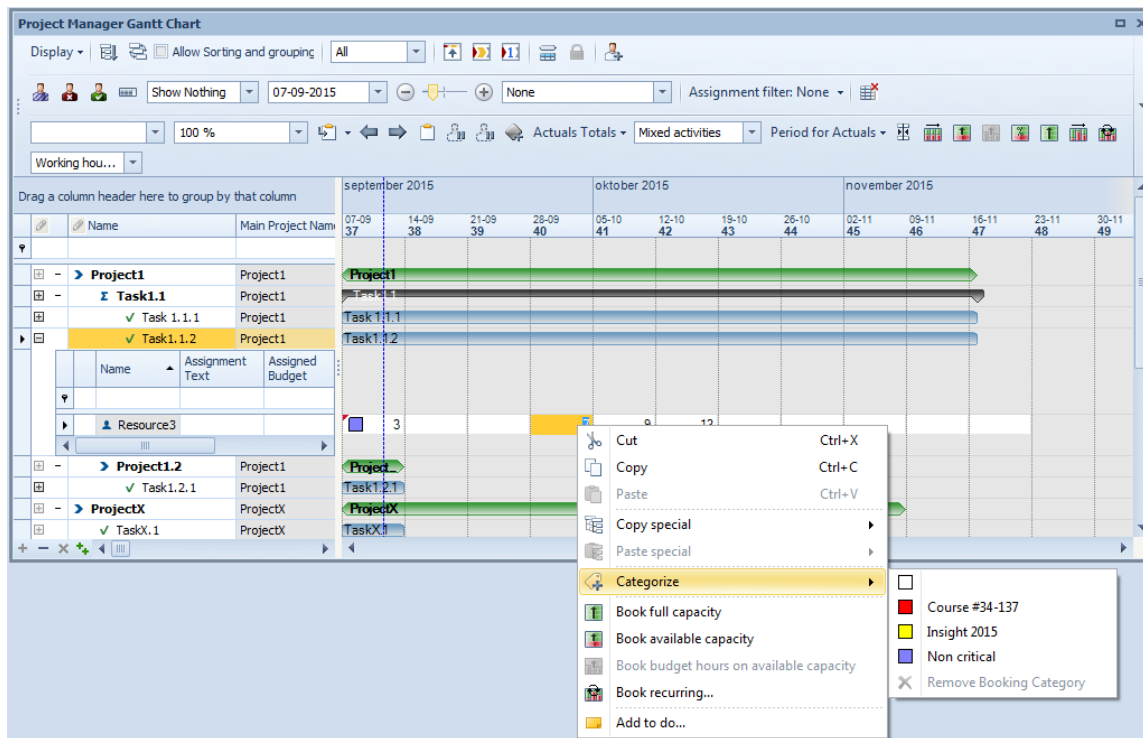 Project Manager Gantt Chart
Display Allow Sorting and grouping All
Show Nothing 07-09-2015 None Assignment filter: None
100 % Actuals Totals Mixed activities Period for Actuals
Working hou...
Drag a column header here to group by that column
september 2015 oktober 2015 november 2015
Name Main Project Nam
07-09 14-09 21-09 28-09 05-10 12-10 19-10 26-10 02-11 09-11 16-11 23-11 30-11
37 38 39 40 41 42 43 44 45 46 47 48 49
Project1 Project1 Project1
Σ Task1.1 Project1 Task1.1
Task 1.1.1 Project1 Task 1.1.1
Task1.1.2 Project1 Task1.1.2
Name Assignment Text Assigned Budget
Resource3 3 7 9 12
Project1.2 Project1 Project_
Task1.2.1 Project1 Task1.2.1
ProjectX ProjectX ProjectX
TaskX.1 ProjectX TaskX.1
Cut Ctrl+X
Copy Ctrl+C
Paste Ctrl+V
Copy special
Paste special
Categorize
Book full capacity
Book available capacity
Book budget hours on available capacity
Book recurring...
Add to do...
Course #34-137
Insight 2015
Non critical
Remove Booking Category